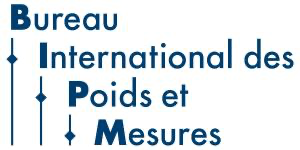 Bureau
International des
Poids et
Mesures